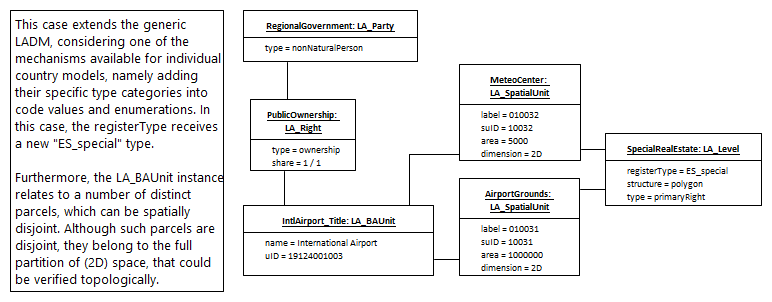 This case extends the generic
LADM, considering one of the
mechanisms available for individual
country models, namely adding
their specific type categories into
code values and enumerations. In
this case, the registerType receives
a new "ES_special" type.
Furthermore, the LA_BAUnit instance
relates to a number of distinct
parcels, which can be spatially
disjoint. Although such parcels are
disjoint, they belong to the full
partition of (2D) space, that could
be verified topologically.
RegionalGovernment: LA_Party
type = nonNaturalPerson
PublicOwnership:
LA_Right
type = ownership
share = 1 / 1
IntlAirport_Title: LA_BAUnit
name = International Airport
uID = 19124001003
MeteoCenter:
LA_SpatialUnit
label = 010032
suID = 10032
area = 5000
dimension = 2D
AirportGrounds:
LA_SpatialUnit
label = 010031
suID = 10031
area = 1000000
dimension = 2D
SpecialRealEstate: LA_Level
registerType = ES_special
structure = polygon
type = primaryRight